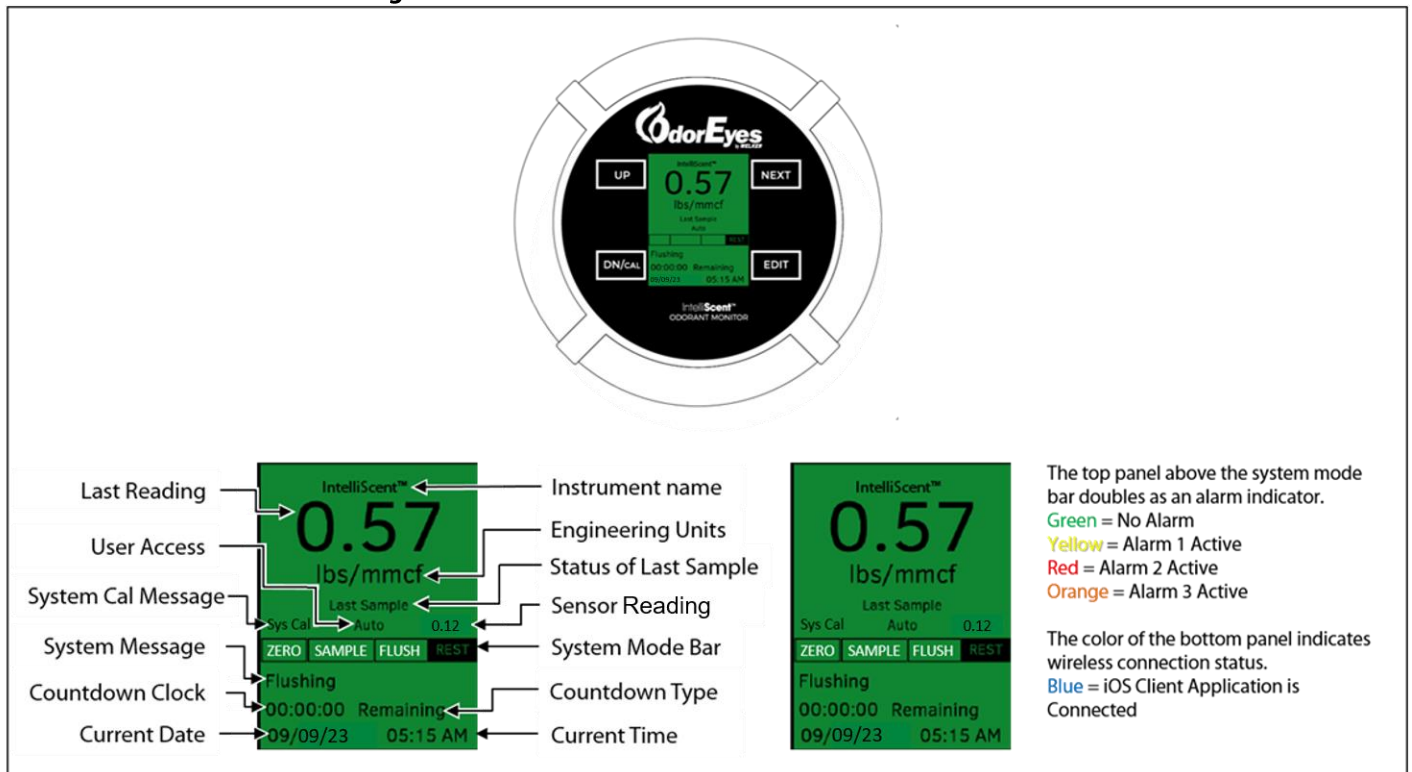 OdorEyes
by WELKER
UP
NEXT
DN/CAL
EDIT
IntelliScent™
0.57
lbs/mmcf
Last Sample
Auto
REST
Flushing
00:00:00 Remaining
09/09/23 05:15 AM
IntelliScent™
ODORANT MONITOR
Last Reading
User Access
System Cal Message
System Message
Countdown Clock
Current Date
IntelliScent™
0.57
lbs/mmcf
Last Sample
Sys Cal Auto 0.12
ZERO SAMPLE FLUSH REST
Flushing
00:00:00 Remaining
09/09/23 05:15 AM
Instrument name
Engineering Units
Status of Last Sample
Sensor Reading
System Mode Bar
Countdown Type
Current Time
IntelliScent™
0.57
lbs/mmcf
Last Sample
Sys Cal Auto 0.12
ZERO SAMPLE FLUSH REST
Flushing
00:00:00 Remaining
09/09/23 05:15 AM
The top panel above the system mode
bar doubles as an alarm indicator.
Green = No Alarm
Yellow = Alarm 1 Active
Red = Alarm 2 Active
Orange = Alarm 3 Active
The color of the bottom panel indicates
wireless connection status.
Blue = iOS Client Application is
Connected